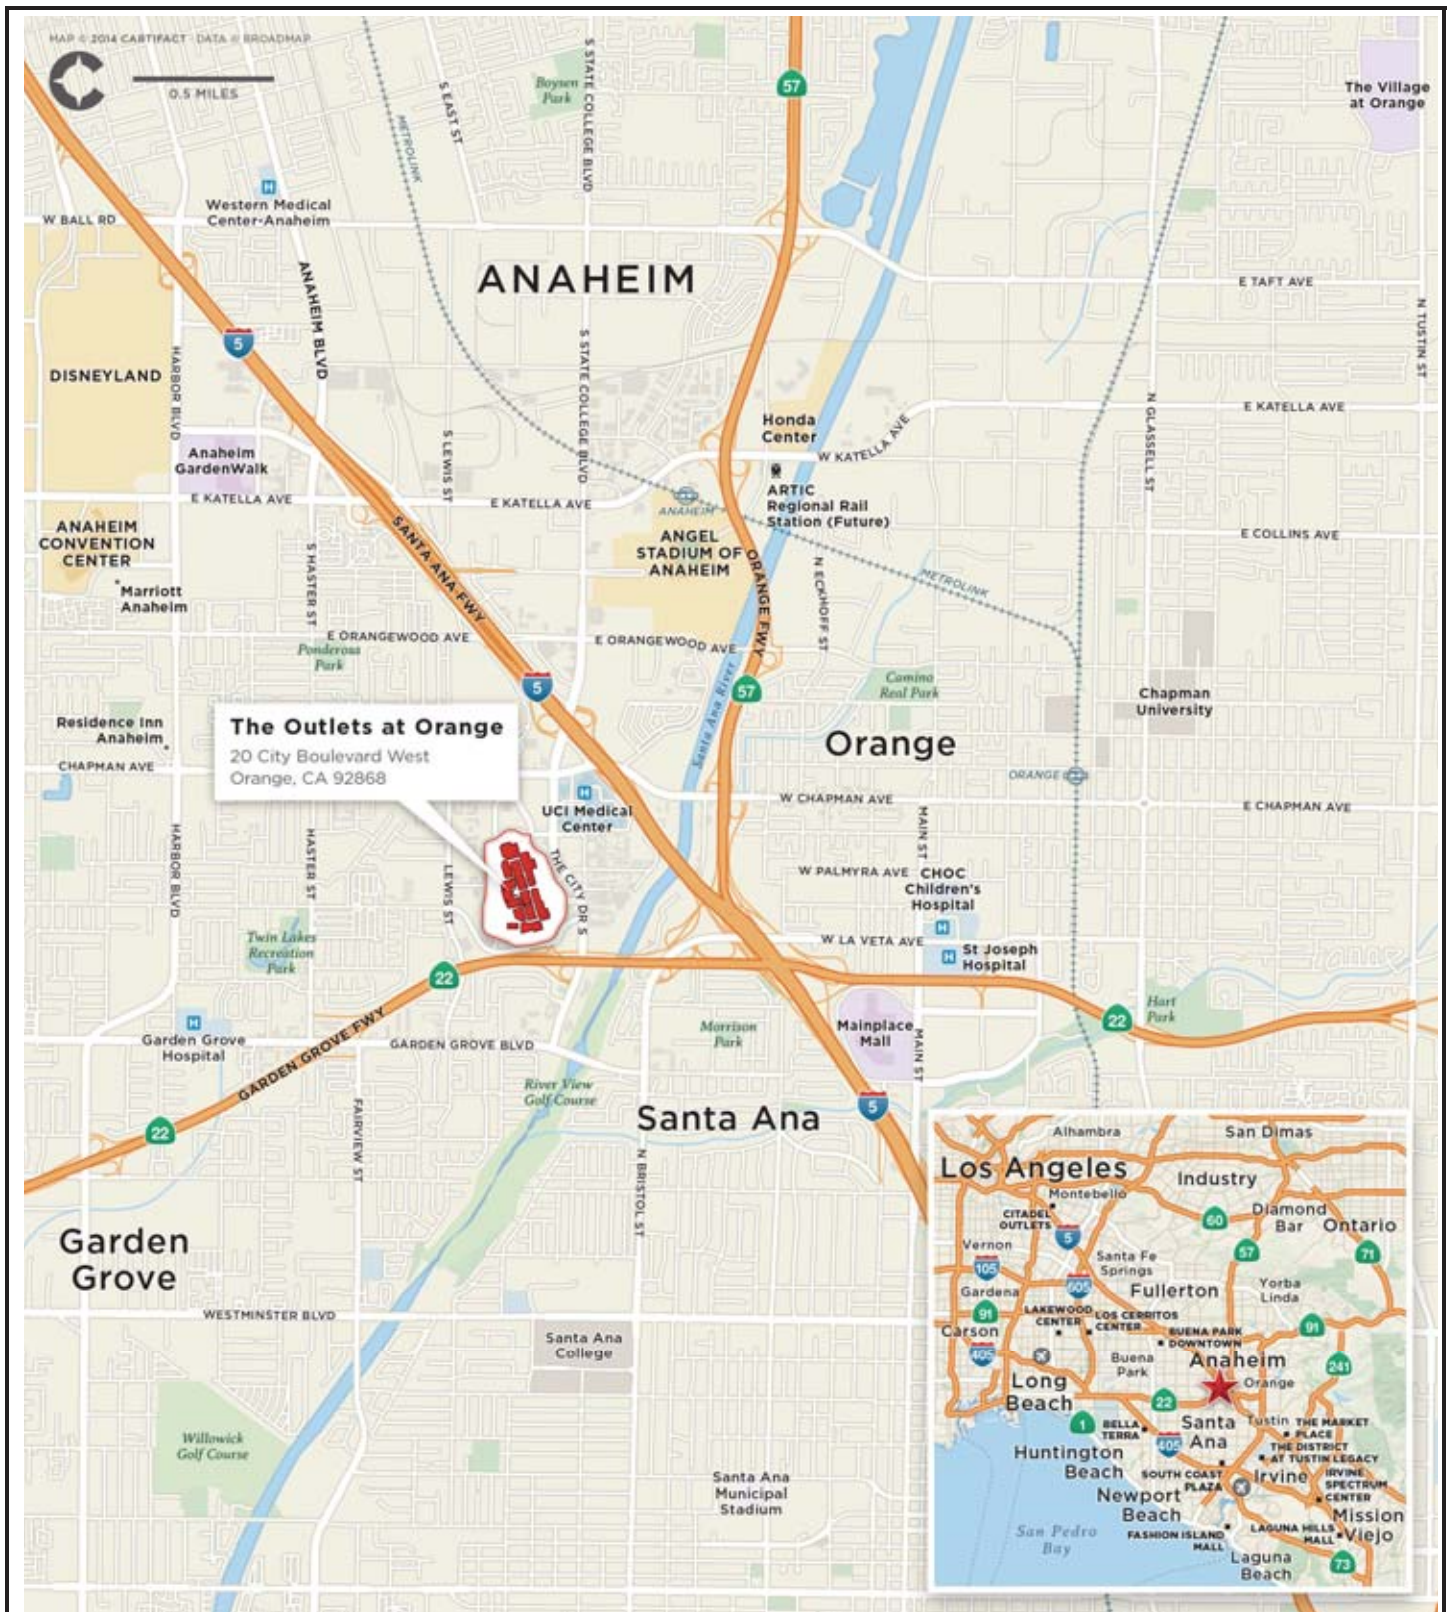 MAP © 2014 CARTIFACT · DATA © BROADMAP
0.5 MILES
Boysen
Park
S EAST ST
S STATE COLLEGE BLVD
57
The Village
at Orange
METROLINK
H
Western Medical
Center-Anaheim
W BALL RD
ANAHEIM
ANAHEIM BLVD
E TAFT AVE
N TUSTIN ST
5
DISNEYLAND
HARBOR BLVD
S STATE COLLEGE BLVD
Honda
Center
W KATELLA AVE
E KATELLA AVE
N GLASSELL ST
Anaheim
GardenWalk
S LEWIS ST
E KATELLA AVE
E KATELLA AVE
ANAHEIM
ARTIC
Regional Rail
Station (Future)
ANAHEIM
CONVENTION
CENTER
SANTA ANA FWY
ANGEL
STADIUM OF
ANAHEIM
ORANGE FWY
E COLLINS AVE
Marriott
Anaheim
S HASTER ST
N ECKHOFF ST
METROLINK
E ORANGEWOOD AVE
E ORANGEWOOD AVE
Ponderosa
Park
5
57
Santa Ana River
Camino
Real Park
Chapman
University
Residence Inn
Anaheim
The Outlets at Orange
20 City Boulevard West
Orange, CA 92868
Orange
CHAPMAN AVE
ORANGE
H
UCI Medical
Center
W CHAPMAN AVE
E CHAPMAN AVE
MAIN ST
HARBOR BLVD
HASTER ST
LEWIS ST
THE CITY DR S
W PALMYRA AVE
CHOC
Children's
Hospital
H
Twin Lakes
Recreation
Park
W LA VETA AVE
H
St Joseph
Hospital
22
22
Hart
Park
H
Garden Grove
Hospital
GARDEN GROVE FWY
GARDEN GROVE BLVD
Morrison
Park
Mainplace
Mall
MAIN ST
River View
Golf Course
22
FAIRVIEW ST
Santa Ana
5
N BRISTOL ST
Garden
Grove
WESTMINSTER BLVD
Santa Ana
College
Willowick
Golf Course
Santa Ana
Municipal
Stadium
Alhambra
San Dimas
Los Angeles
Industry
Montebello
CITADEL
OUTLETS
60
Diamond
Bar
Ontario
Vernon
5
57
71
105
Santa Fe
Springs
Gardena
605
Fullerton
Yorba
Linda
91
LAKEWOOD
CENTER
LOS CERRITOS
CENTER
91
Carson
BUENA PARK
DOWNTOWN
405
Buena
Park
Anaheim
241
Long
Beach
22
Orange
1
BELLA
TERRA
Santa
Ana
Tustin
THE MARKET
PLACE
405
THE DISTRICT
AT TUSTIN LEGACY
Huntington
Beach
SOUTH COAST
PLAZA
Irvine
IRVINE
SPECTRUM
CENTER
Newport
Beach
Mission
Viejo
San Pedro
Bay
FASHION ISLAND
MALL
LAGUNA HILLS
MALL
Laguna
Beach
73